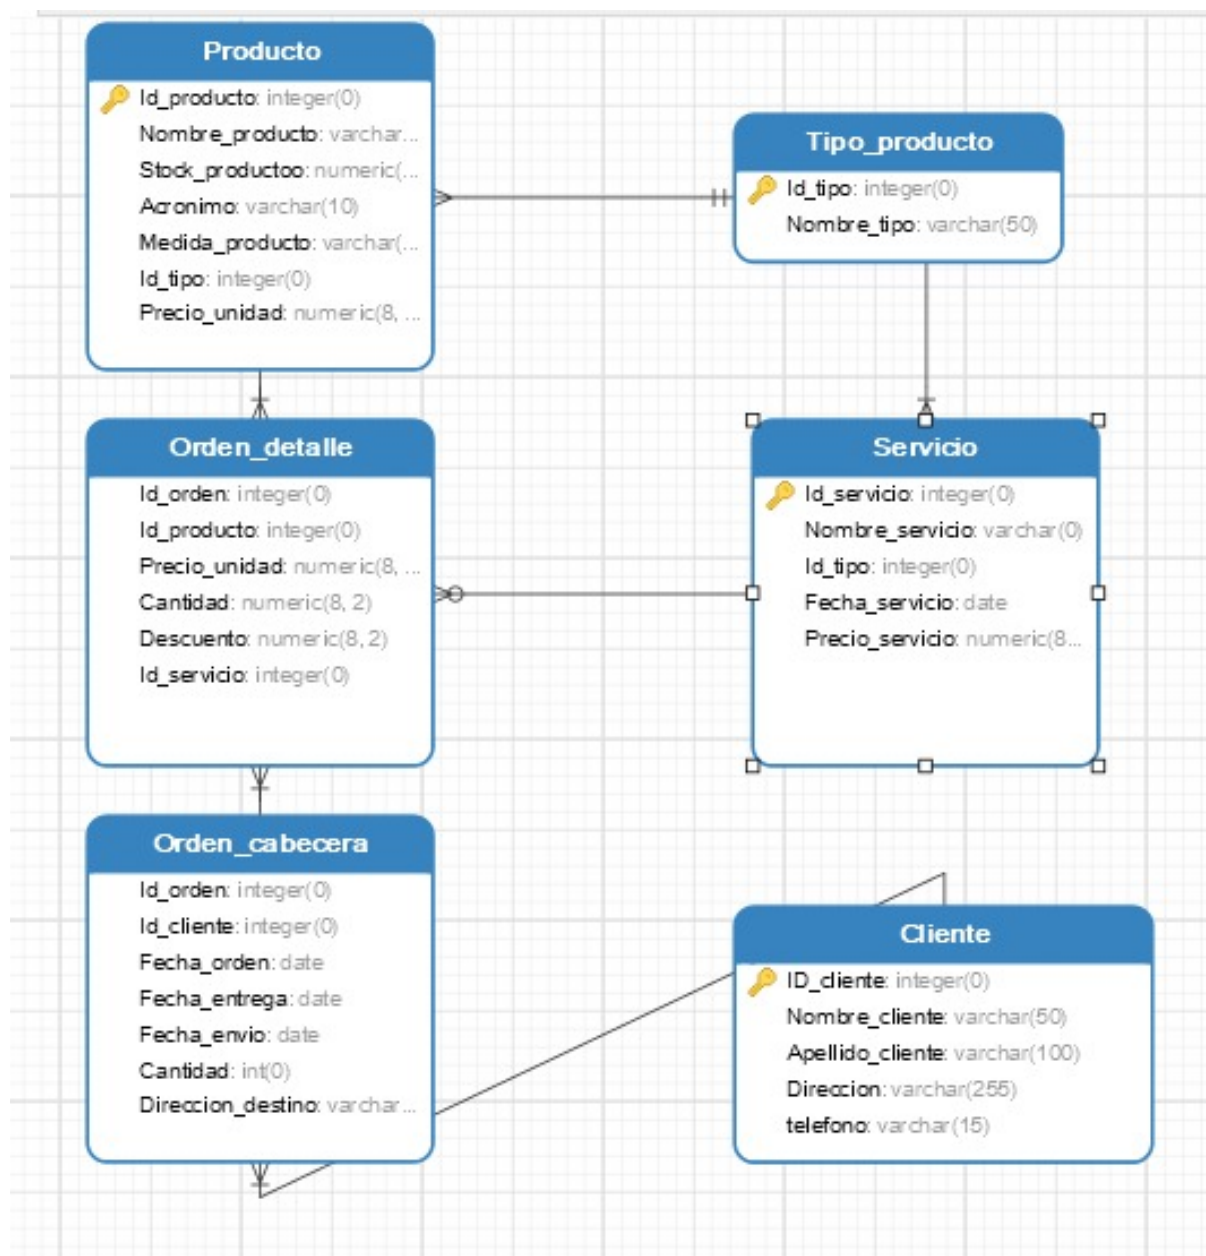 Producto
Id_producto: integer(0)
Nombre_producto: varchar...
Stock_productoo: numeric(...
Acronimo: varchar(10)
Medida_producto: varchar(...
Id_tipo: integer(0)
Precio_unidad: numeric(8, ...
Tipo_producto
Id_tipo: integer(0)
Nombre_tipo: varchar(50)
Orden_detalle
Id_orden: integer(0)
Id_producto: integer(0)
Precio_unidad: numeric(8, ...
Cantidad: numeric(8, 2)
Descuento: numeric(8, 2)
Id_servicio: integer(0)
Servicio
Id_servicio: integer(0)
Nombre_servicio: varchar(0)
Id_tipo: integer(0)
Fecha_servicio: date
Precio_servicio: numeric(8...
Orden_cabecera
Id_orden: integer(0)
Id_cliente: integer(0)
Fecha_orden: date
Fecha_entrega: date
Fecha_envio: date
Cantidad: int(0)
Direccion_destino: varchar...
Cliente
ID_cliente: integer(0)
Nombre_cliente: varchar(50)
Apellido_cliente: varchar(100)
Direccion: varchar(255)
telefono: varchar(15)